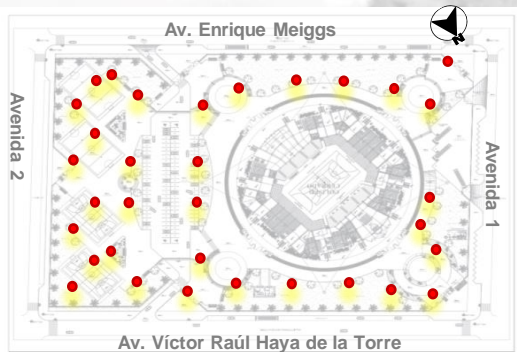 Av. Enrique Meiggs
N
Avenida 2
Avenida 1
Av. Víctor Raúl Haya de la Torre